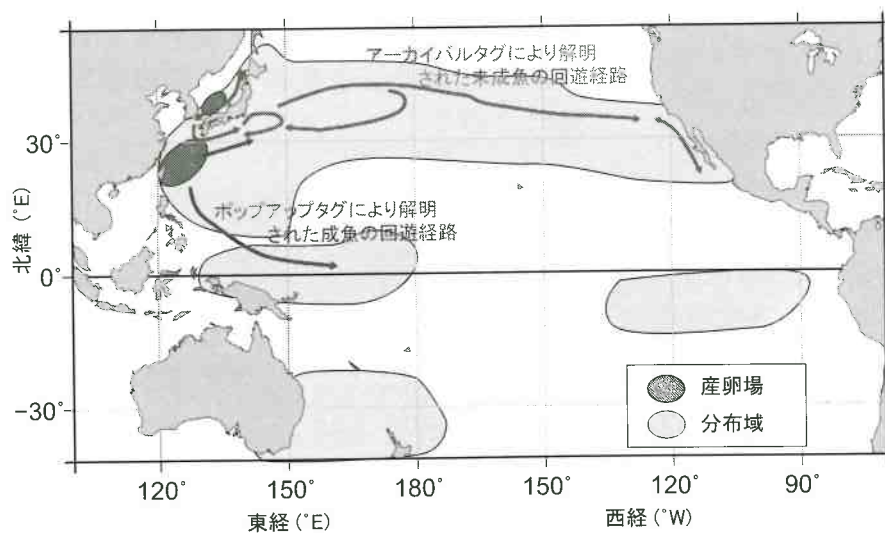 アーカイバルタグにより解明
された未成魚の回遊経路
ポップアップタグにより解明
された成魚の回遊経路
北緯(°E)
30°
0°
−30°
産卵場
分布域
120°
150°
180°
150°
120°
90°
東経(°E)
西経(°W)